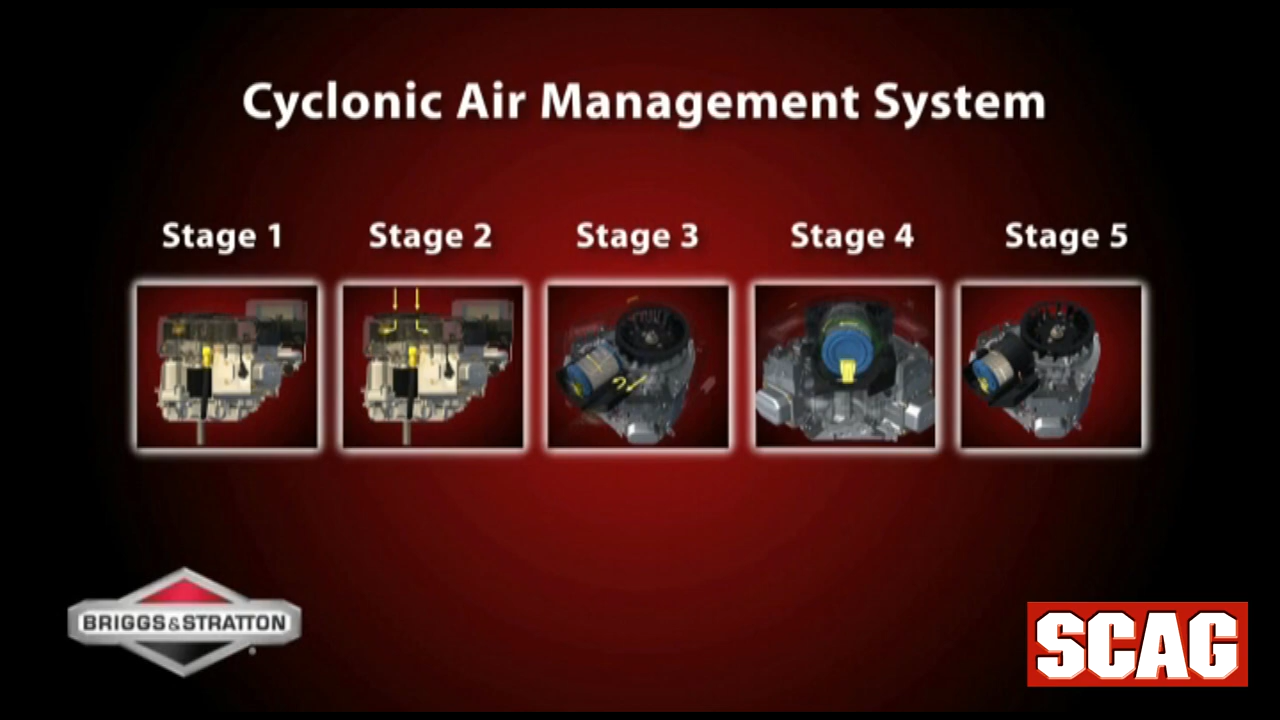 Cyclonic Air Management System
Stage 1
Stage 2
Stage 3
Stage 4
Stage 5
BRIGGS&STRATTON
SCAG